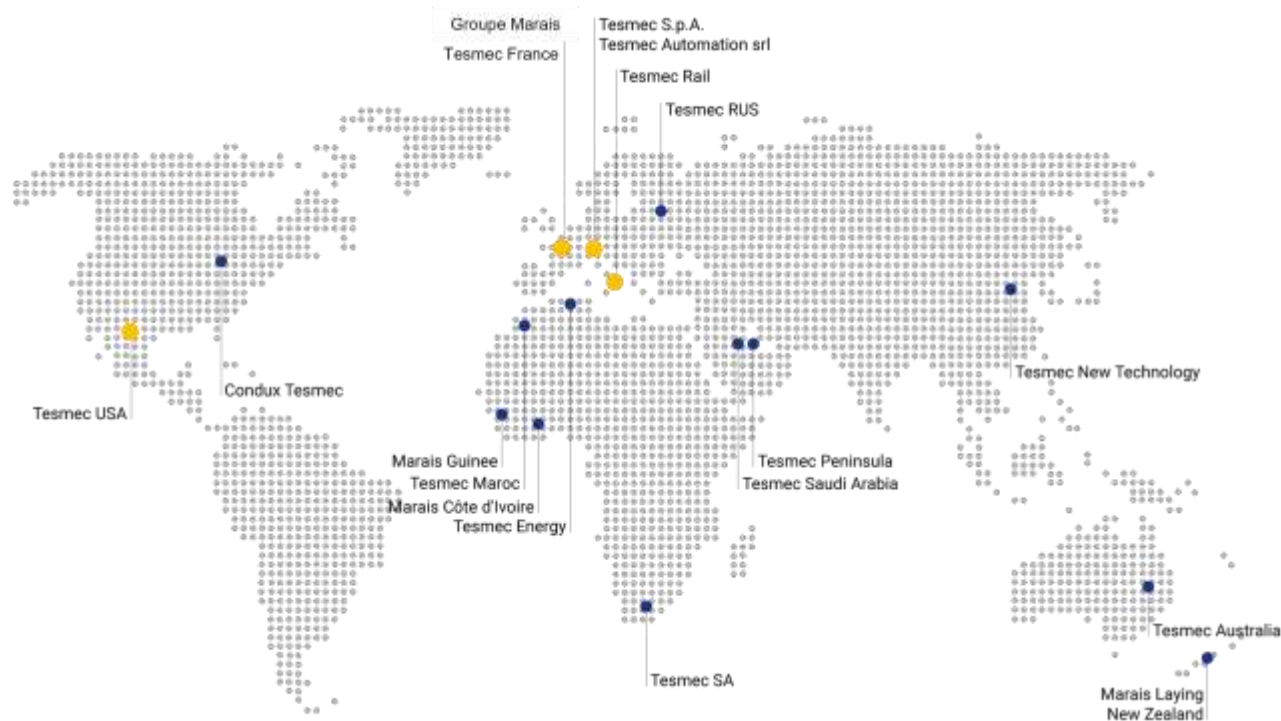 Groupe Marais
Tesmec France
Tesmec S.p.A.
Tesmec Automation srl
Tesmec Rail
Tesmec RUS
Condux Tesmec
Tesmec USA
Marais Guinee
Tesmec Maroc
Marais Côte d'Ivoire
Tesmec Energy
Tesmec Peninsula
Tesmec Saudi Arabia
Tesmec New Technology
Tesmec SA
Tesmec Australia
Marais Laying
New Zealand